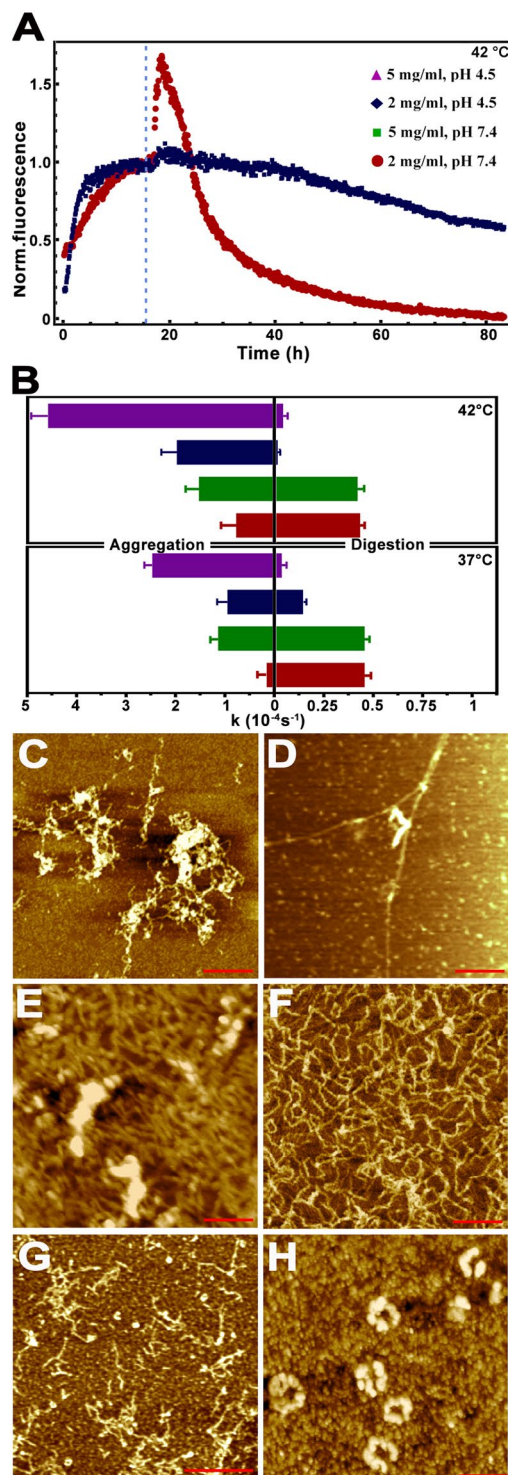 A
42 °C
5 mg/ml, pH 4.5
2 mg/ml, pH 4.5
5 mg/ml, pH 7.4
2 mg/ml, pH 7.4
Norm.fluorescence
1.5
1.0
0.5
0
0 20 40 60 80
Time (h)
B
42°C
Aggregation Digestion
37°C
5 4 3 2 1 0 0.25 0.5 0.75 1
k (10⁻⁴s⁻¹)
C D
E F
G H